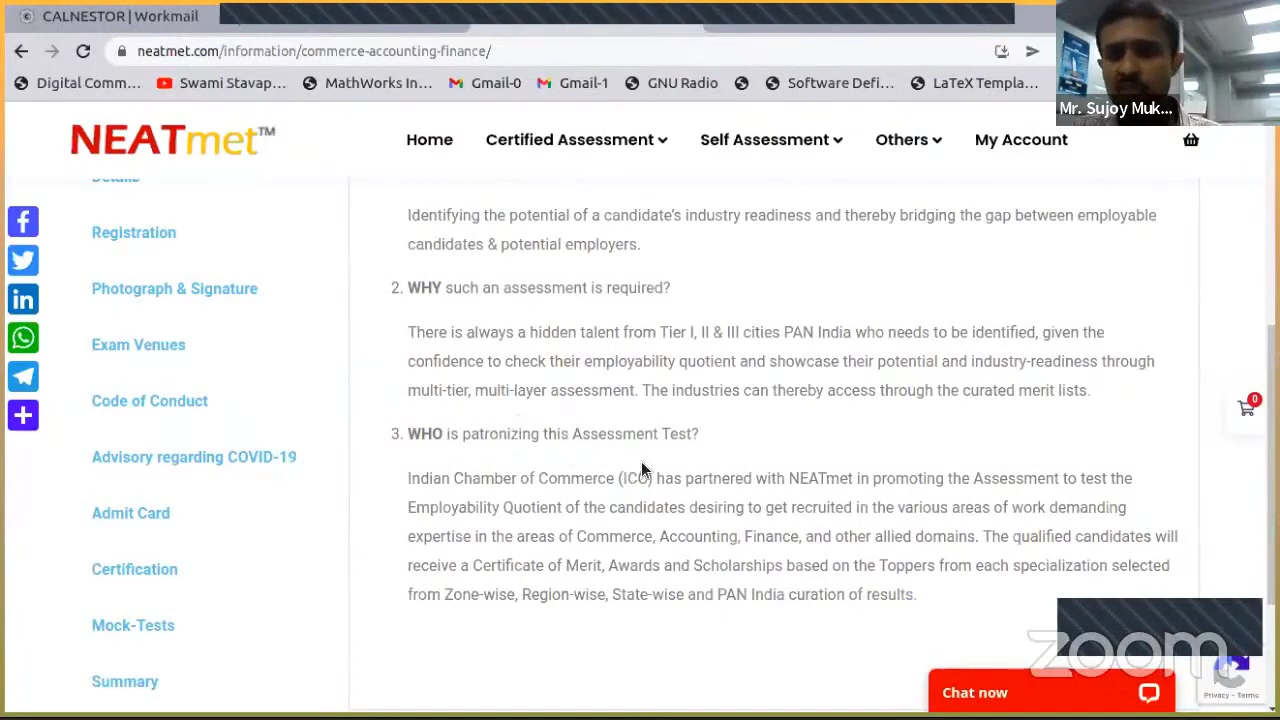 CALNESTOR | Workmail
neatmet.com/information/commerce-accounting-finance/
Digital Comm... Swami Stavap... MathWorks In... Gmail-0 Gmail-1 GNU Radio Software Defi... LaTeX Templa...
Mr. Sujoy Muk...
NEATmet™ Home Certified Assessment Self Assessment Others My Account
Details
Registration
Photograph & Signature
Exam Venues
Code of Conduct
Advisory regarding COVID-19
Admit Card
Certification
Mock-Tests
Summary
Identifying the potential of a candidate's industry readiness and thereby bridging the gap between employable
candidates & potential employers.
2. WHY such an assessment is required?
There is always a hidden talent from Tier I, II & III cities PAN India who needs to be identified, given the
confidence to check their employability quotient and showcase their potential and industry-readiness through
multi-tier, multi-layer assessment. The industries can thereby access through the curated merit lists.
3. WHO is patronizing this Assessment Test?
Indian Chamber of Commerce (ICC) has partnered with NEATmet in promoting the Assessment to test the
Employability Quotient of the candidates desiring to get recruited in the various areas of work demanding
expertise in the areas of Commerce, Accounting, Finance, and other allied domains. The qualified candidates will
receive a Certificate of Merit, Awards and Scholarships based on the Toppers from each specialization selected
from Zone-wise, Region-wise, State-wise and PAN India curation of results.
0
zoom
Chat now
Privacy - Terms